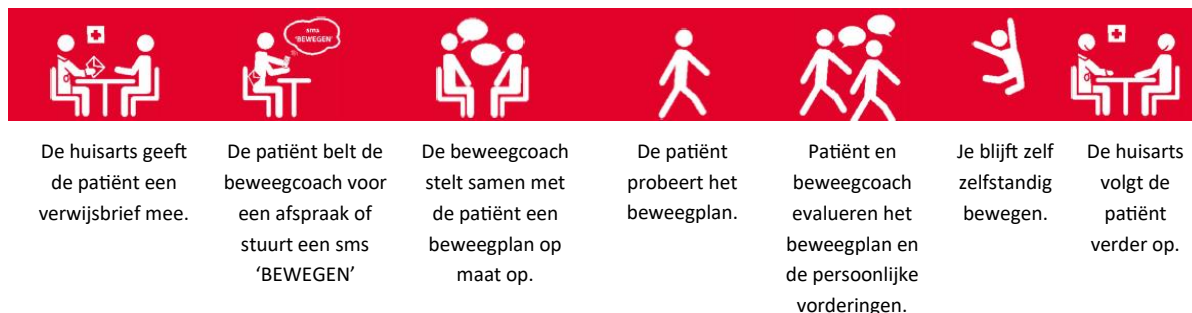 sms
'BEWEGEN'
De huisarts geeft
de patiënt een
verwijsbrief mee.
De patiënt belt de
beweegcoach voor
een afspraak of
stuurt een sms
‘BEWEGEN’
De beweegcoach
stelt samen met
de patiënt een
beweegplan op
maat op.
De patiënt
probeert het
beweegplan.
Patiënt en
beweegcoach
evalueren het
beweegplan en
de persoonlijke
vorderingen.
Je blijft zelf
zelfstandig
bewegen.
De huisarts
volgt de
patiënt
verder op.